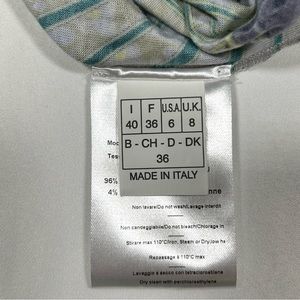 I F U.S.A. U.K.
40 36 6 8
B - CH - D - DK
36
MADE IN ITALY
96%
4%
Non lavare/Do not wash/Lavage interdit
Non candeggiabile/Do not bleach/Chlorage in
Stirare max 110°C/Iron, Steam or Dry,low he
Repassage à 110°C max
Lavaggio a secco con tetracloroetilene
Dry clean with perchloroethylene